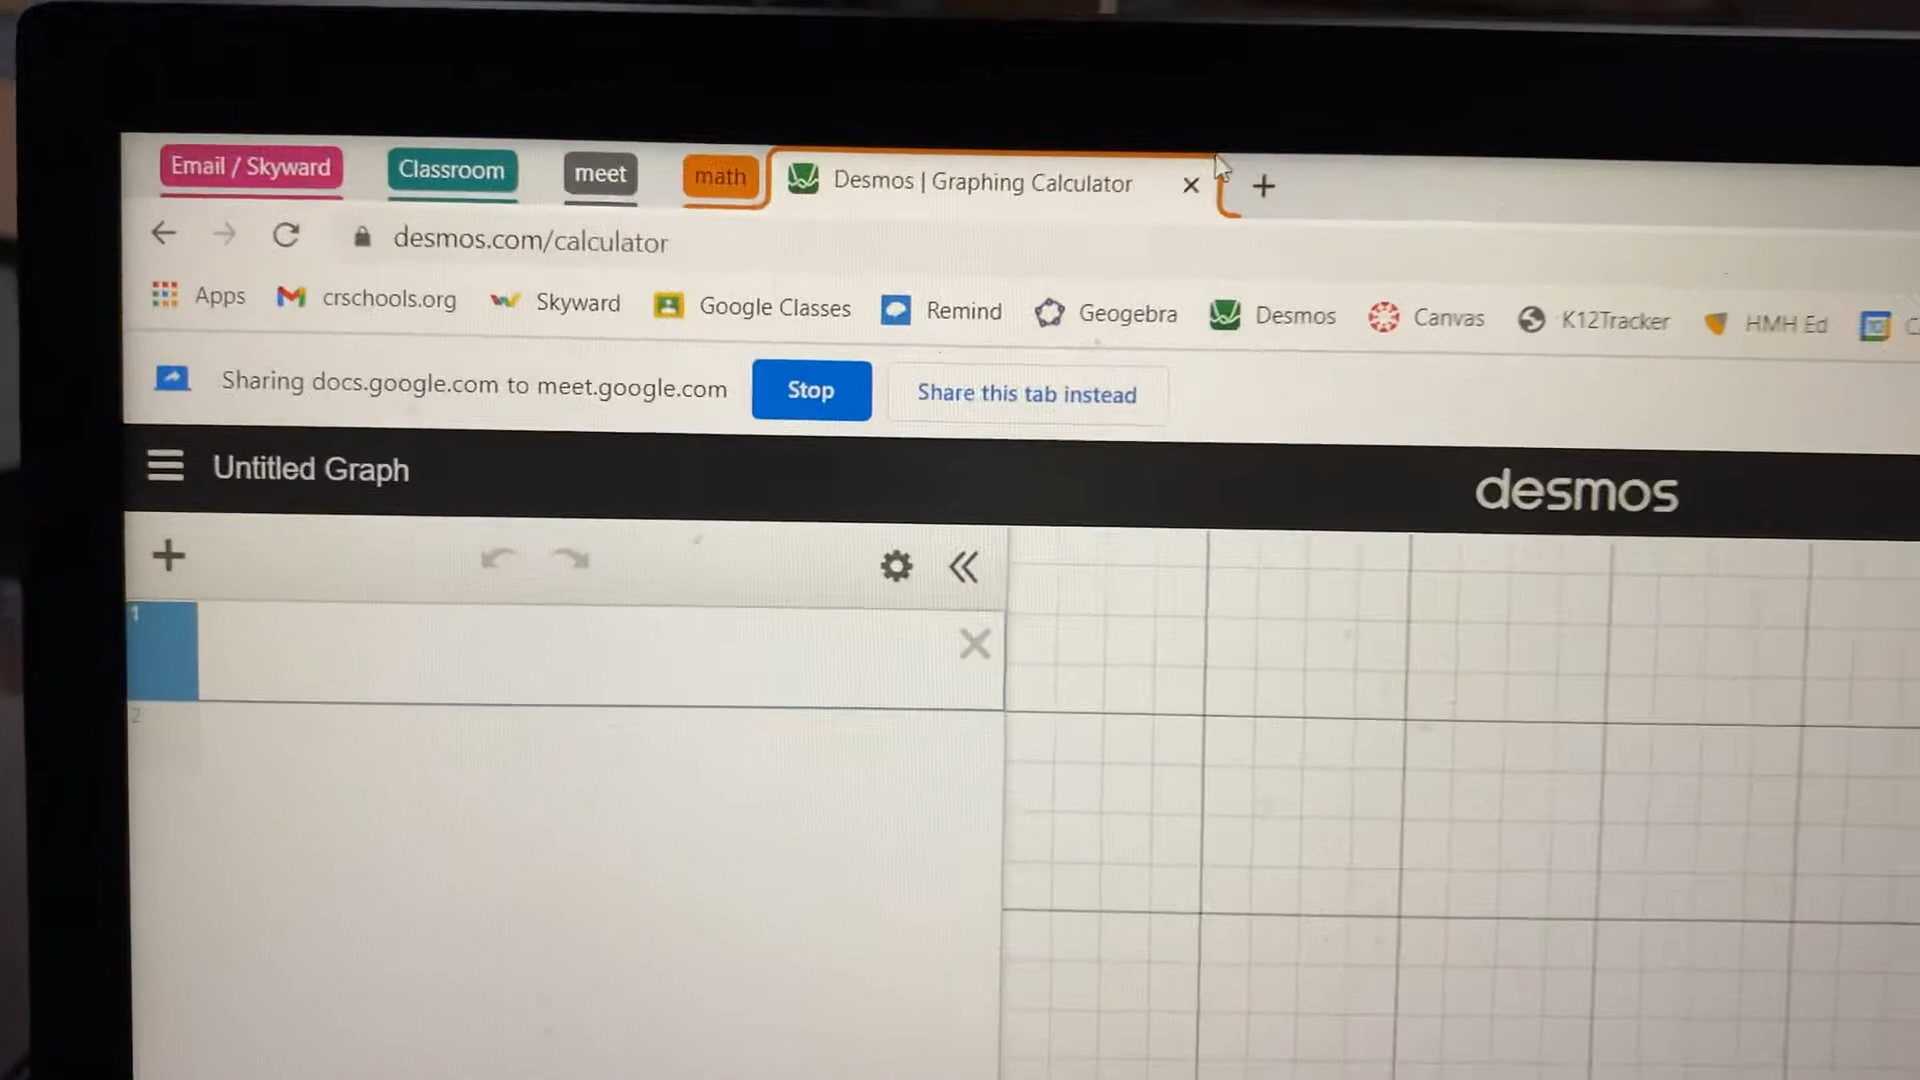 Email / Skyward Classroom meet math Desmos | Graphing Calculator
desmos.com/calculator
Apps crschools.org Skyward Google Classes Remind Geogebra Desmos Canvas K12Tracker HMH Ed
Sharing docs.google.com to meet.google.com Stop Share this tab instead
Untitled Graph desmos
1
2